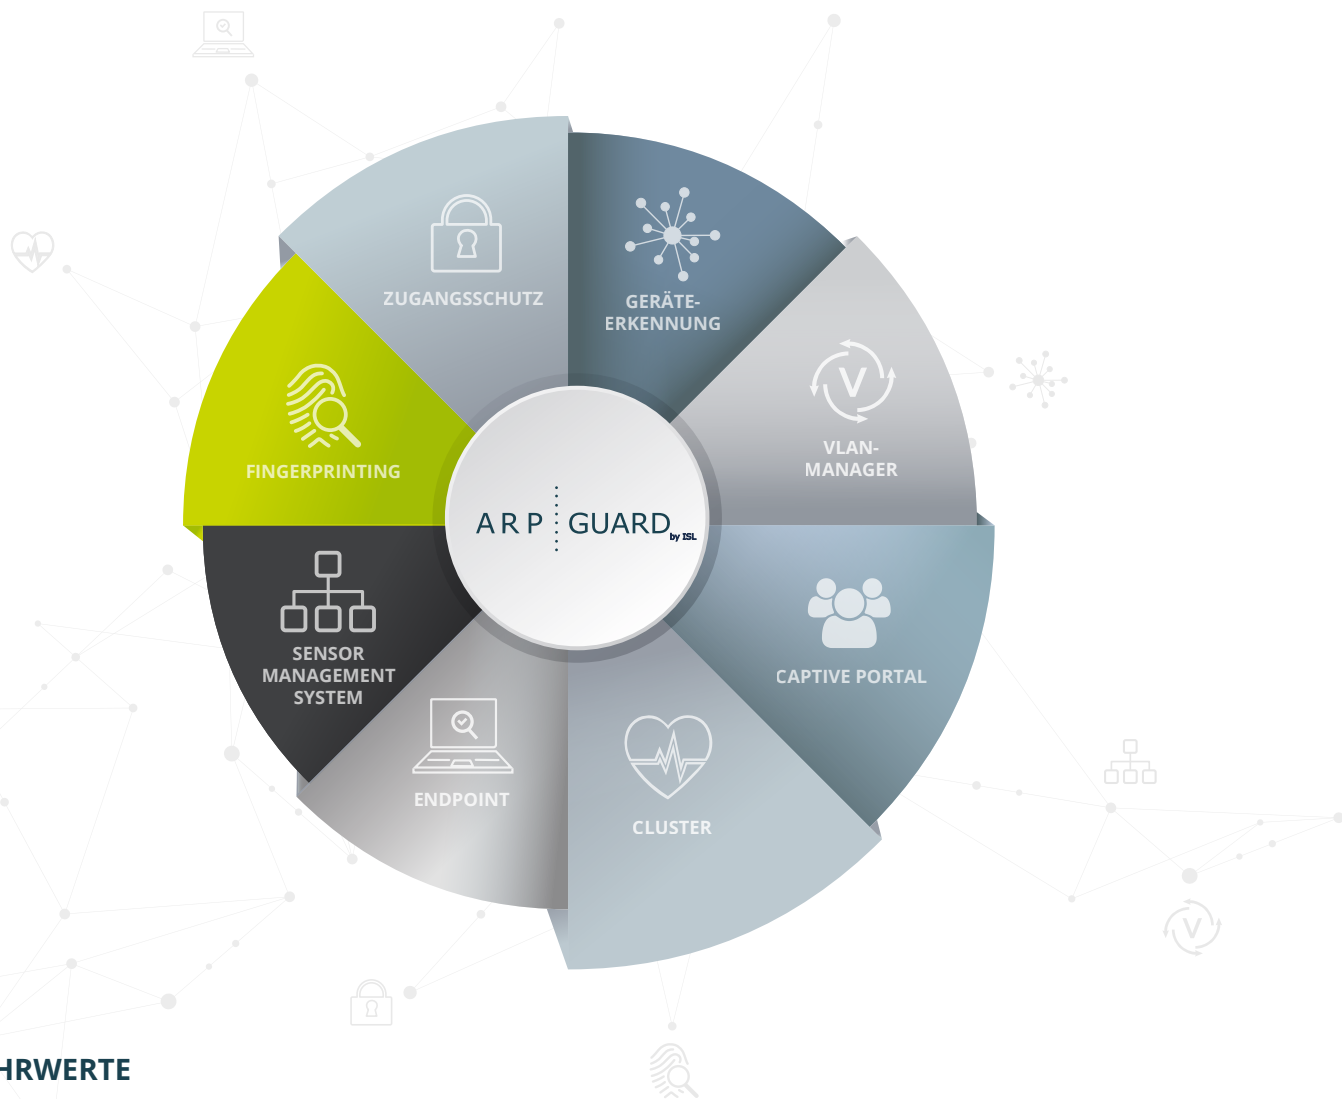 ZUGANGSSCHUTZ
GERÄTE-
ERKENNUNG
VLAN-
MANAGER
V
FINGERPRINTING
ARP GUARD
by ISL
SENSOR
MANAGEMENT
SYSTEM
CAPTIVE PORTAL
ENDPOINT
CLUSTER
V
HRWERTE